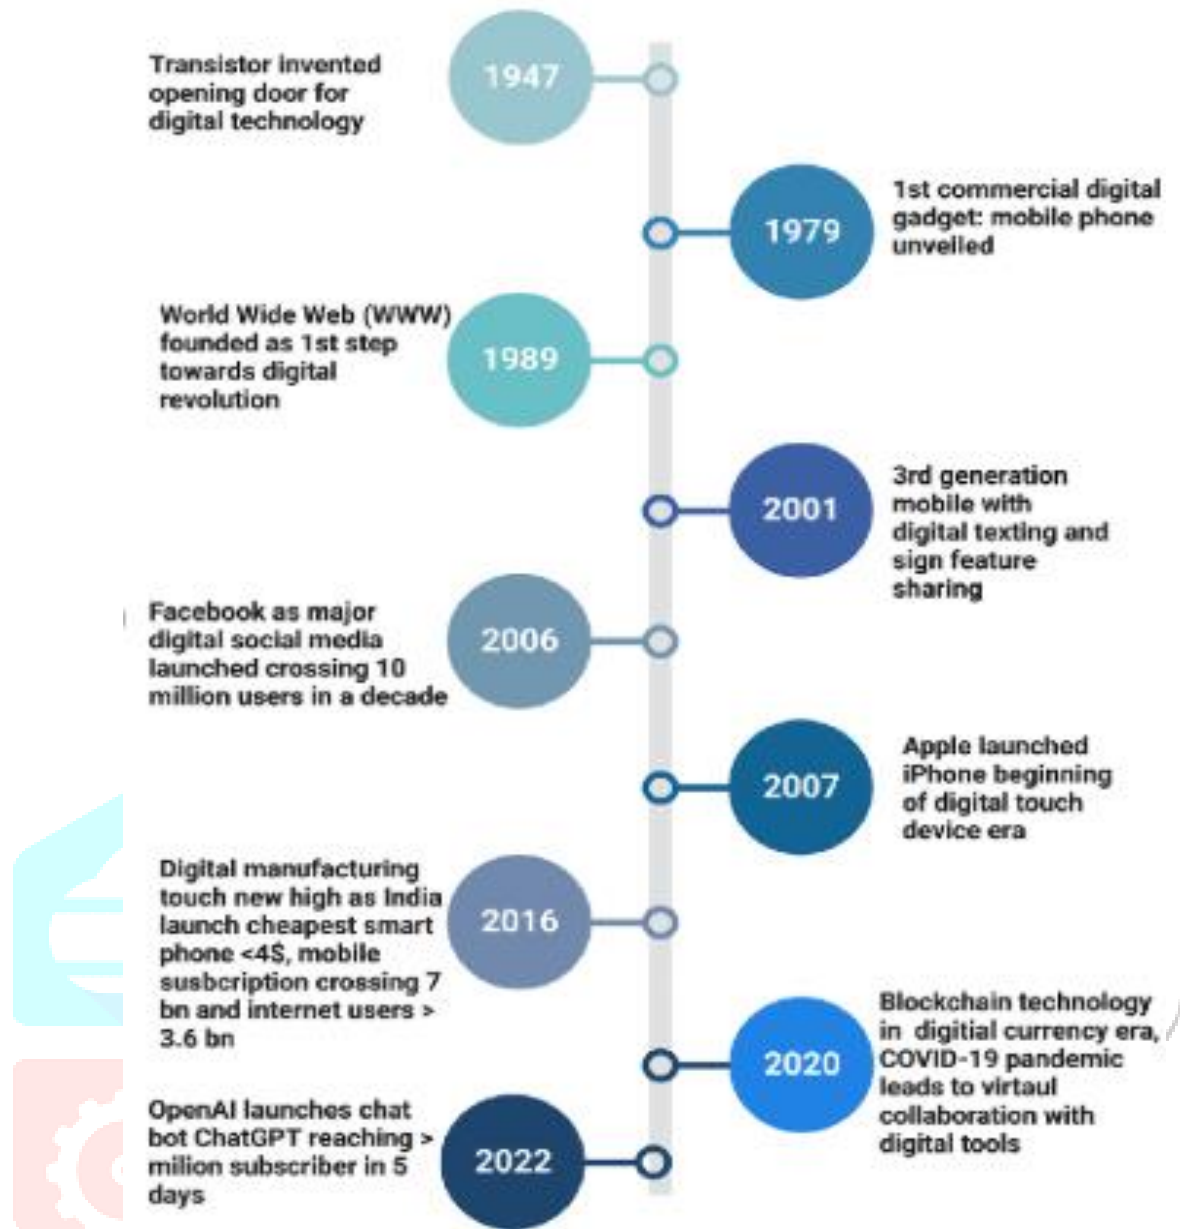 Transistor invented
opening door for
digital technology
1947
1979
1st commercial digital
gadget: mobile phone
unveiled
World Wide Web (WWW)
founded as 1st step
towards digital
revolution
1989
2001
3rd generation
mobile with
digital texting and
sign feature
sharing
Facebook as major
digital social media
launched crossing 10
million users in a decade
2006
2007
Apple launched
iPhone beginning
of digital touch
device era
Digital manufacturing
touch new high as India
launch cheapest smart
phone <4$, mobile
susbcription crossing 7
bn and internet users >
3.6 bn
2016
2020
Blockchain technology
in digitial currency era,
COVID-19 pandemic
leads to virtaul
collaboration with
digital tools
OpenAI launches chat
bot ChatGPT reaching >
milion subscriber in 5
days
2022